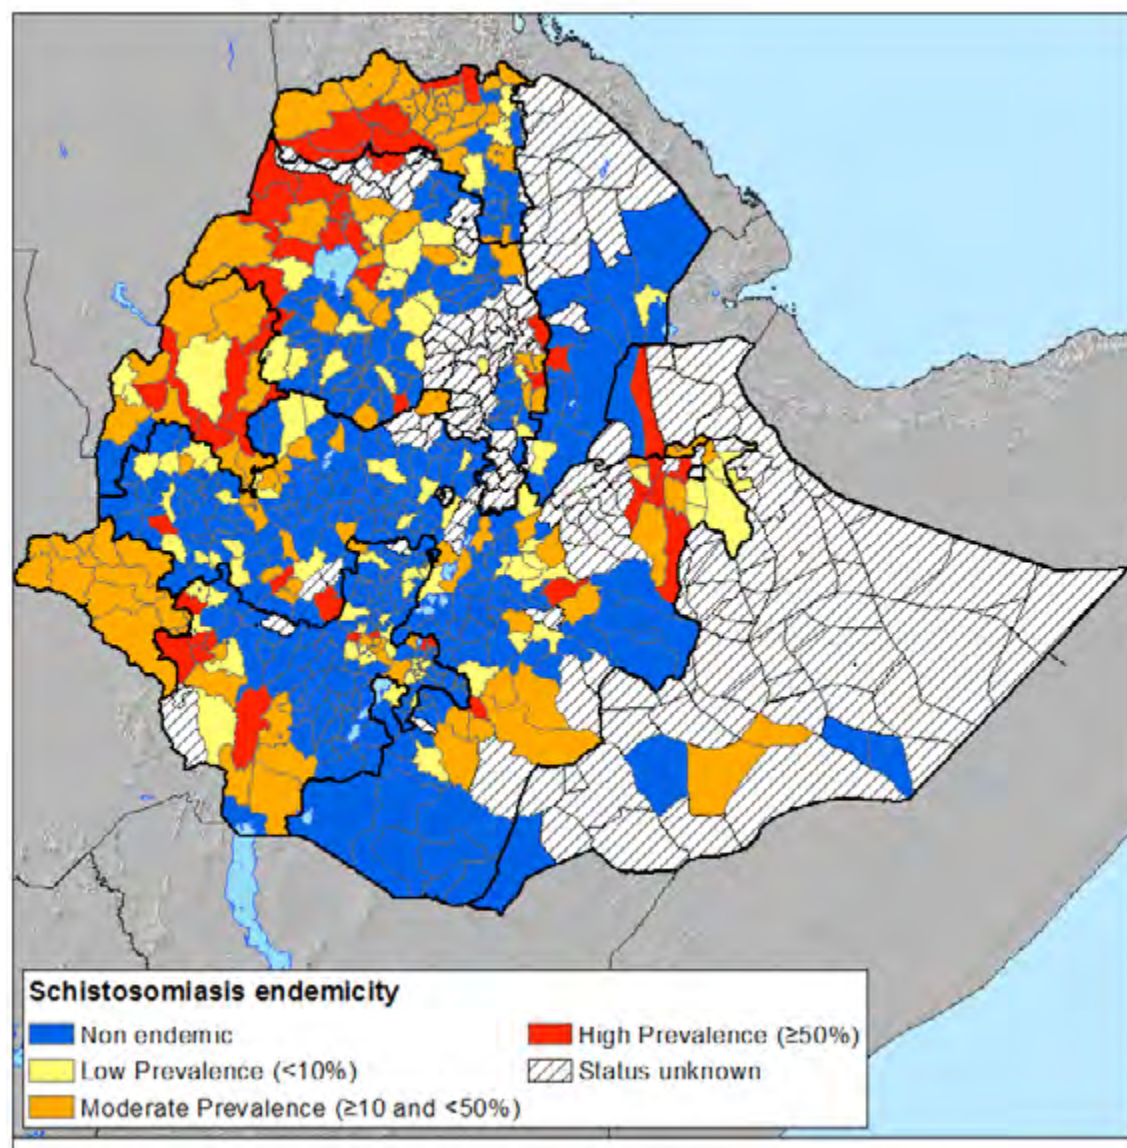 Schistosomiasis endemicity
Non endemic
High Prevalence (≥50%)
Low Prevalence (<10%)
Status unknown
Moderate Prevalence (≥10 and <50%)